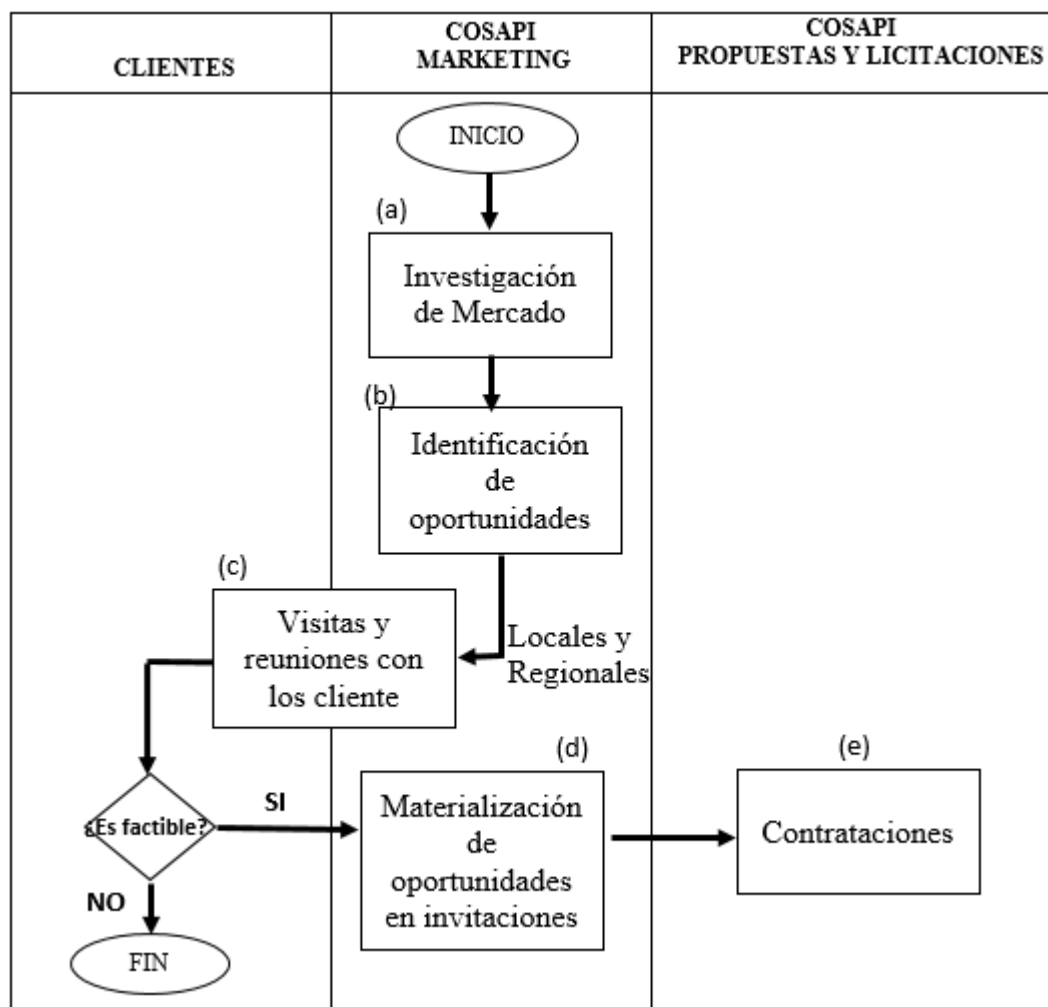 CLIENTES
COSAPI
MARKETING
COSAPI
PROPUESTAS Y LICITACIONES
INICIO
(a)
Investigación
de Mercado
(b)
Identificación
de
oportunidades
(c)
Visitas y
reuniones con
los cliente
Locales y
Regionales
¿Es factible?
SI
NO
FIN
(d)
Materialización
de
oportunidades
en invitaciones
(e)
Contrataciones